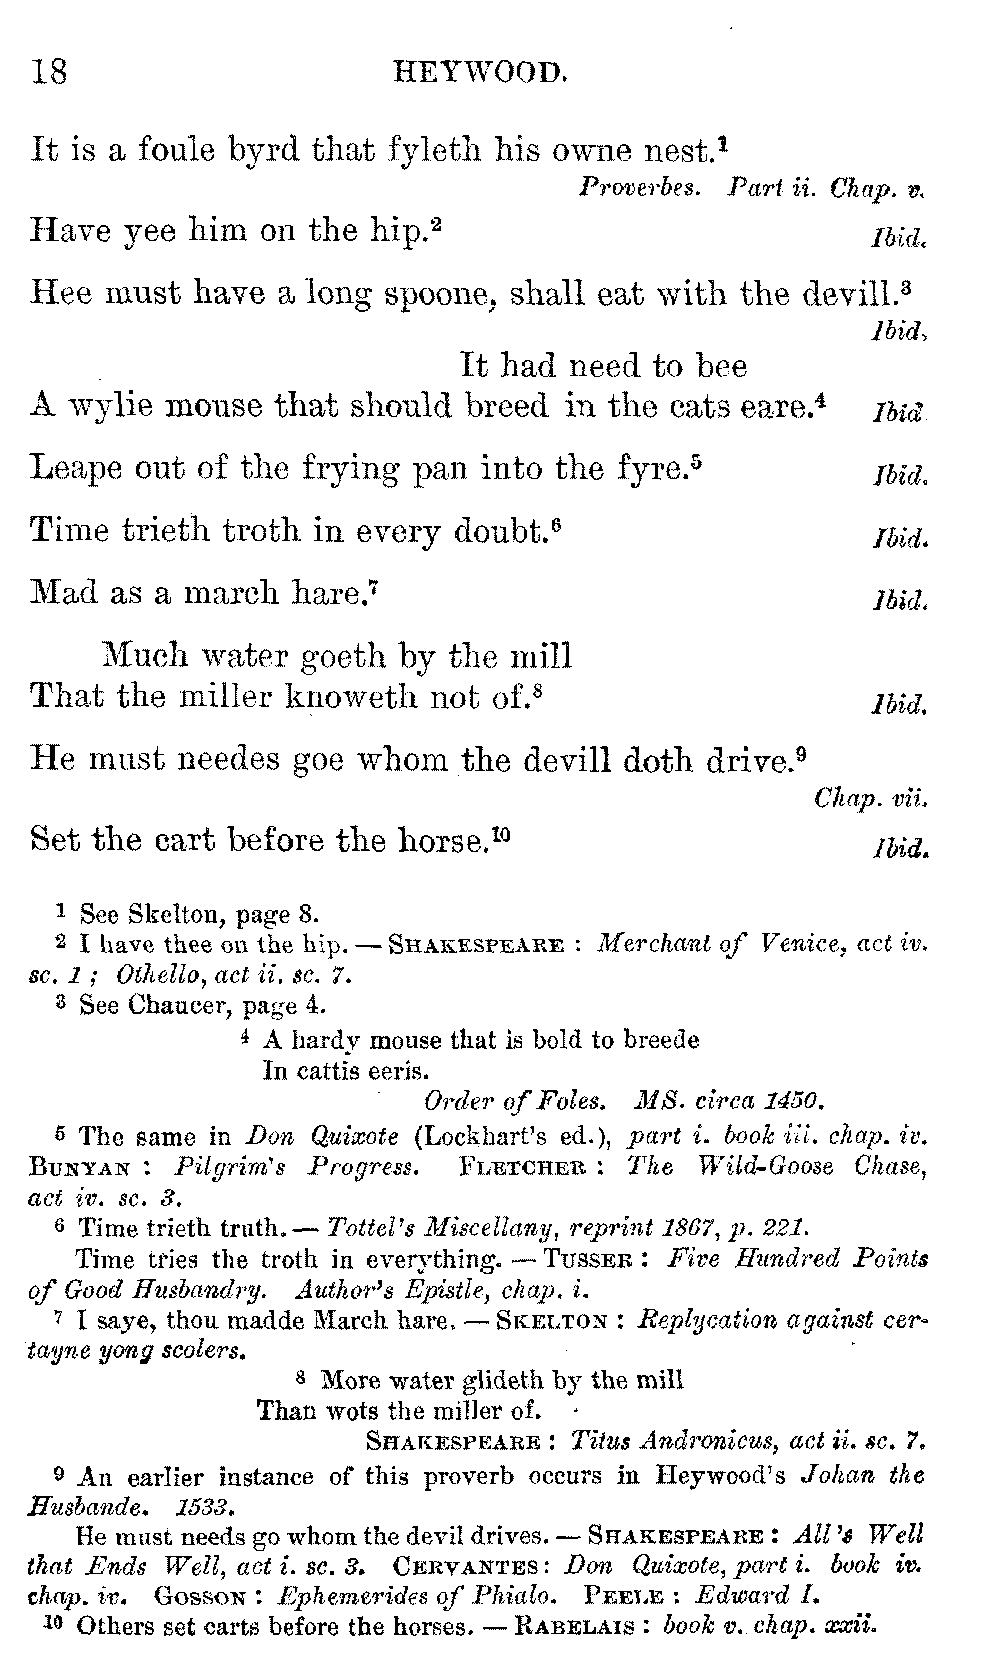 18 HEYWOOD.
It is a foule byrd that fyleth his owne nest.¹
Proverbes. Part ii. Chap. v.
Have yee him on the hip.² Ibid.
Hee must have a long spoone, shall eat with the devill.³
Ibid.
It had need to bee
A wylie mouse that should breed in the cats eare.⁴ Ibid
Leape out of the frying pan into the fyre.⁵ Ibid.
Time trieth troth in every doubt.⁶ Ibid.
Mad as a march hare.⁷ Ibid.
Much water goeth by the mill
That the miller knoweth not of.⁸ Ibid.
He must needes goe whom the devill doth drive.⁹
Chap. vii.
Set the cart before the horse.¹⁰ Ibid.
¹ See Skelton, page 8.
² I have thee on the hip. — SHAKESPEARE : Merchant of Venice, act iv.
sc. 1 ; Othello, act ii. sc. 7.
³ See Chaucer, page 4.
⁴ A hardy mouse that is bold to breede
In cattis eeris.
Order of Foles. MS. circa 1450.
⁵ The same in Don Quixote (Lockhart's ed.), part i. book iii. chap. iv.
BUNYAN : Pilgrim's Progress. FLETCHER : The Wild-Goose Chase,
act iv. sc. 3.
⁶ Time trieth truth. — Tottel's Miscellany, reprint 1867, p. 221.
Time tries the troth in everything. — TUSSER : Five Hundred Points
of Good Husbandry. Author's Epistle, chap. i.
⁷ I saye, thou madde March hare. — SKELTON : Replycation against cer-
tayne yong scolers.
⁸ More water glideth by the mill
Than wots the miller of.
SHAKESPEARE : Titus Andronicus, act ii. sc. 7.
⁹ An earlier instance of this proverb occurs in Heywood's Johan the
Husbande. 1533.
He must needs go whom the devil drives. — SHAKESPEARE : All 's Well
that Ends Well, act i. sc. 3. CERVANTES : Don Quixote, part i. book iv.
chap. iv. GOSSON : Ephemerides of Phialo. PEELE : Edward I.
¹⁰ Others set carts before the horses. — RABELAIS : book v. chap. xxii.